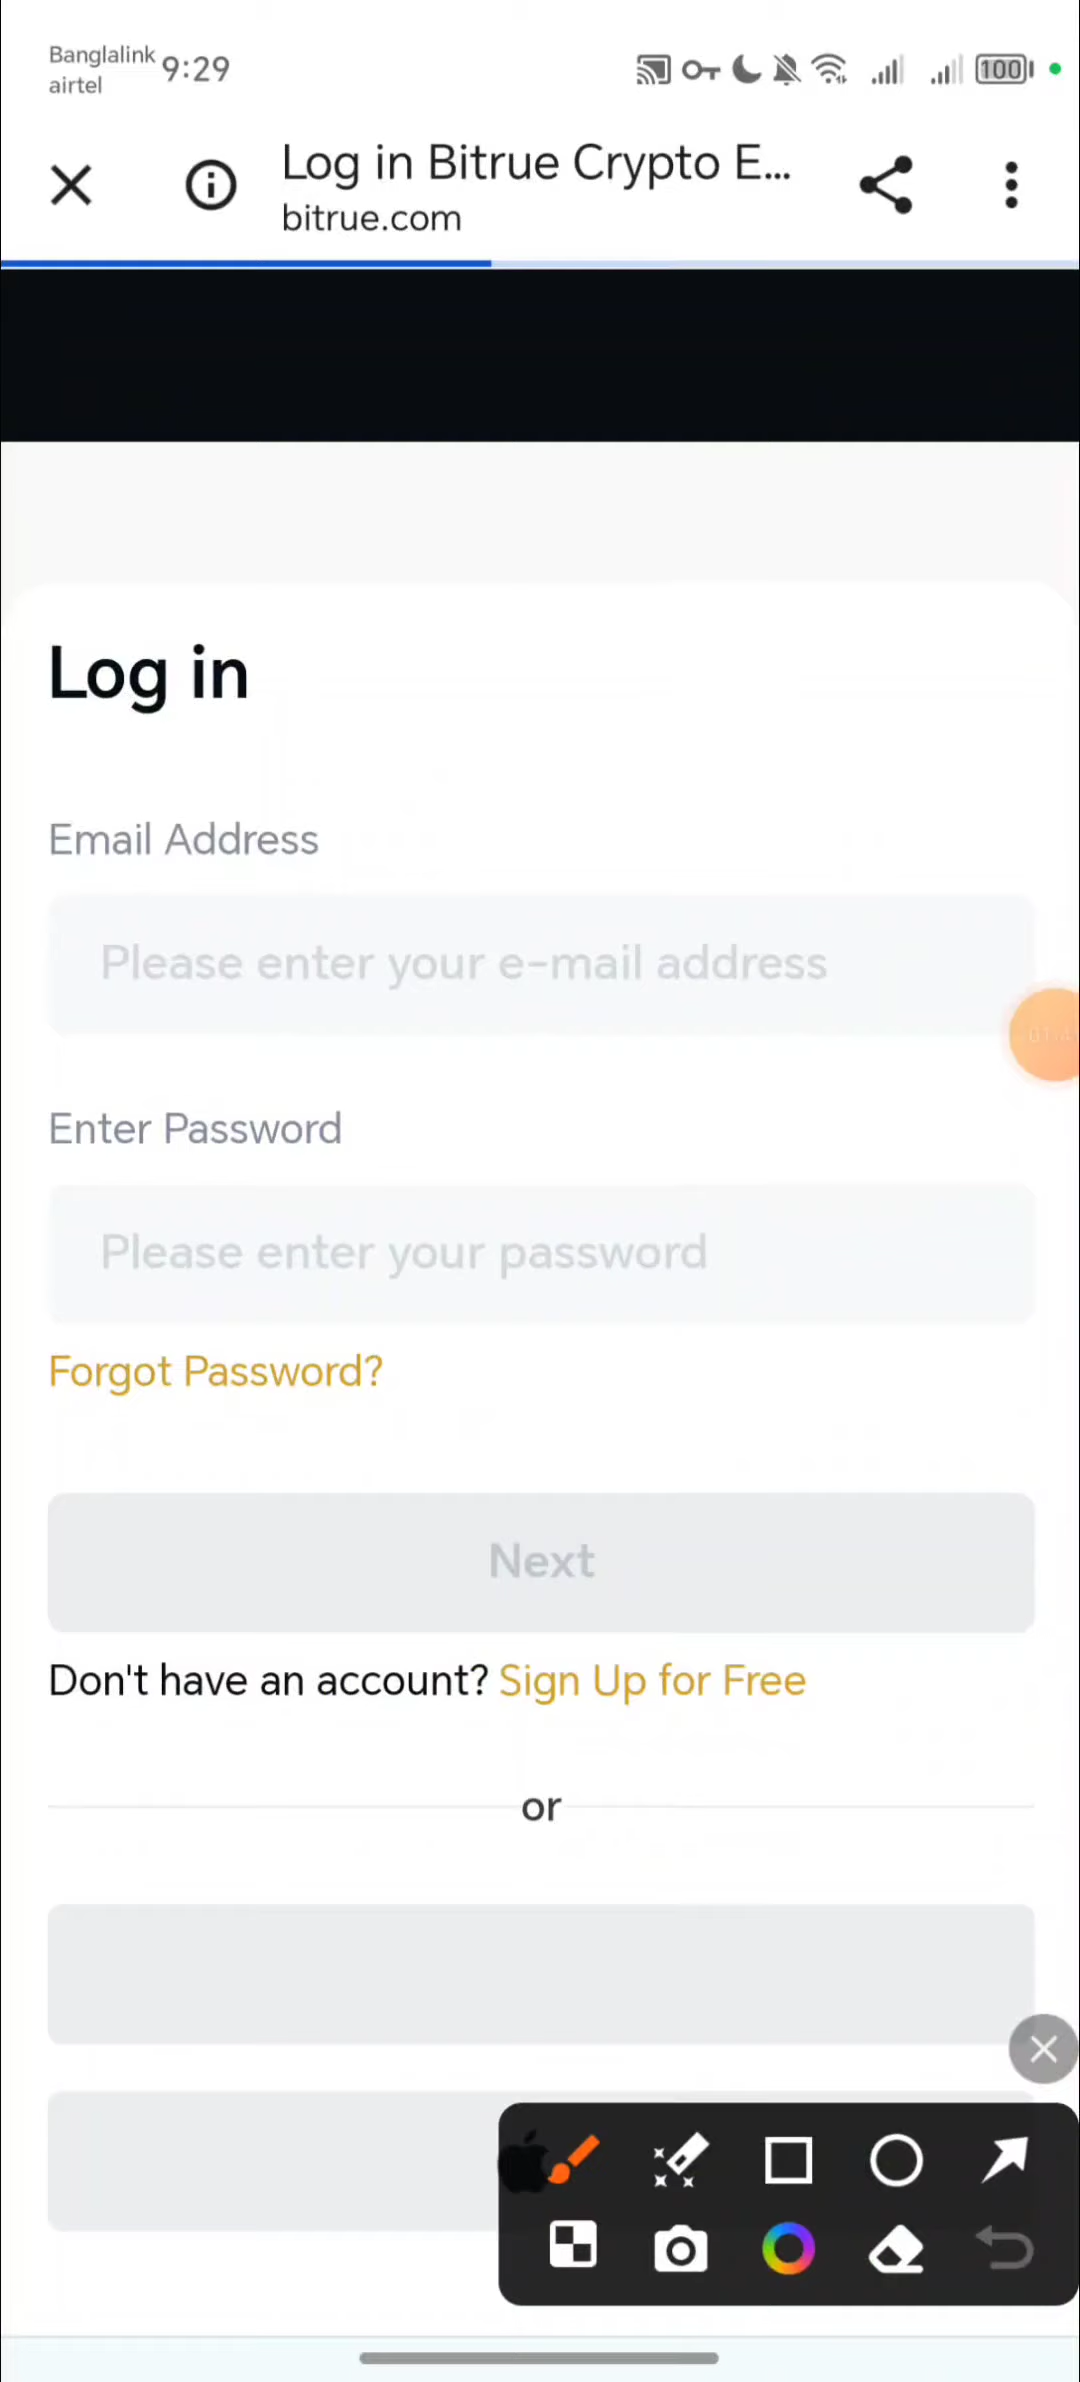 Banglalink
airtel
9:29
100
Log in Bitrue Crypto E...
bitrue.com
Log in
Email Address
Please enter your e-mail address
Enter Password
Please enter your password
Forgot Password?
Next
Don't have an account? Sign Up for Free
or